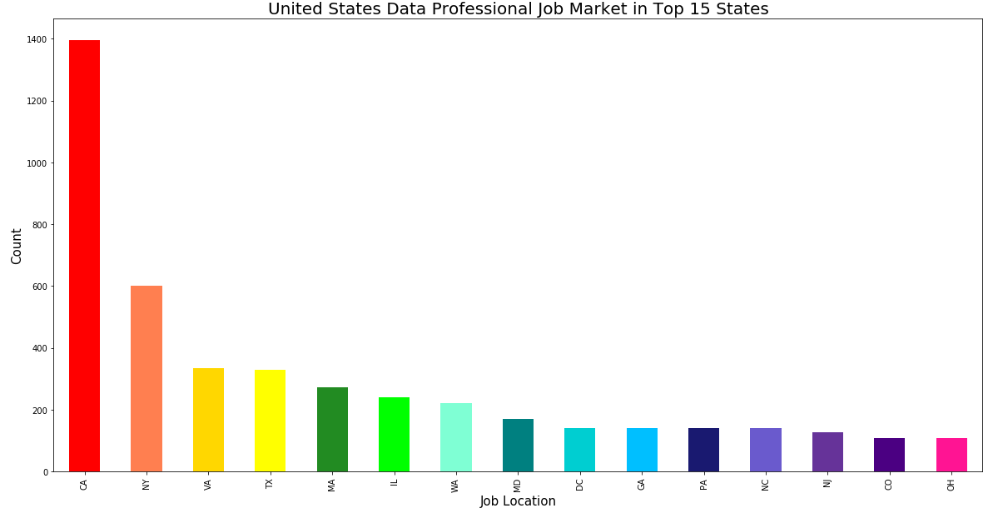 United States Data Professional Job Market in Top 15 States
1400
1200
1000
800
600
400
200
0
Count
CA NY VA TX MA IL WA MD DC GA PA NC NJ CO OH
Job Location